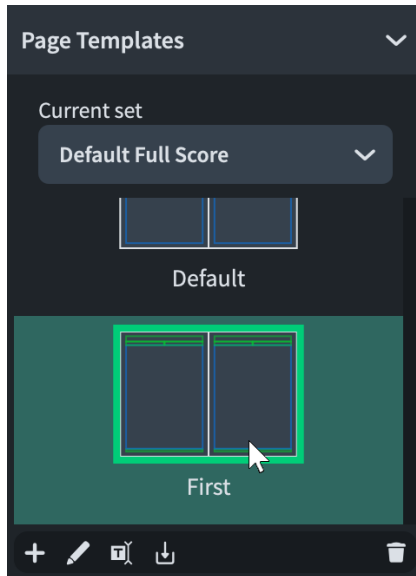 Page Templates
Current set
Default Full Score
Default
First